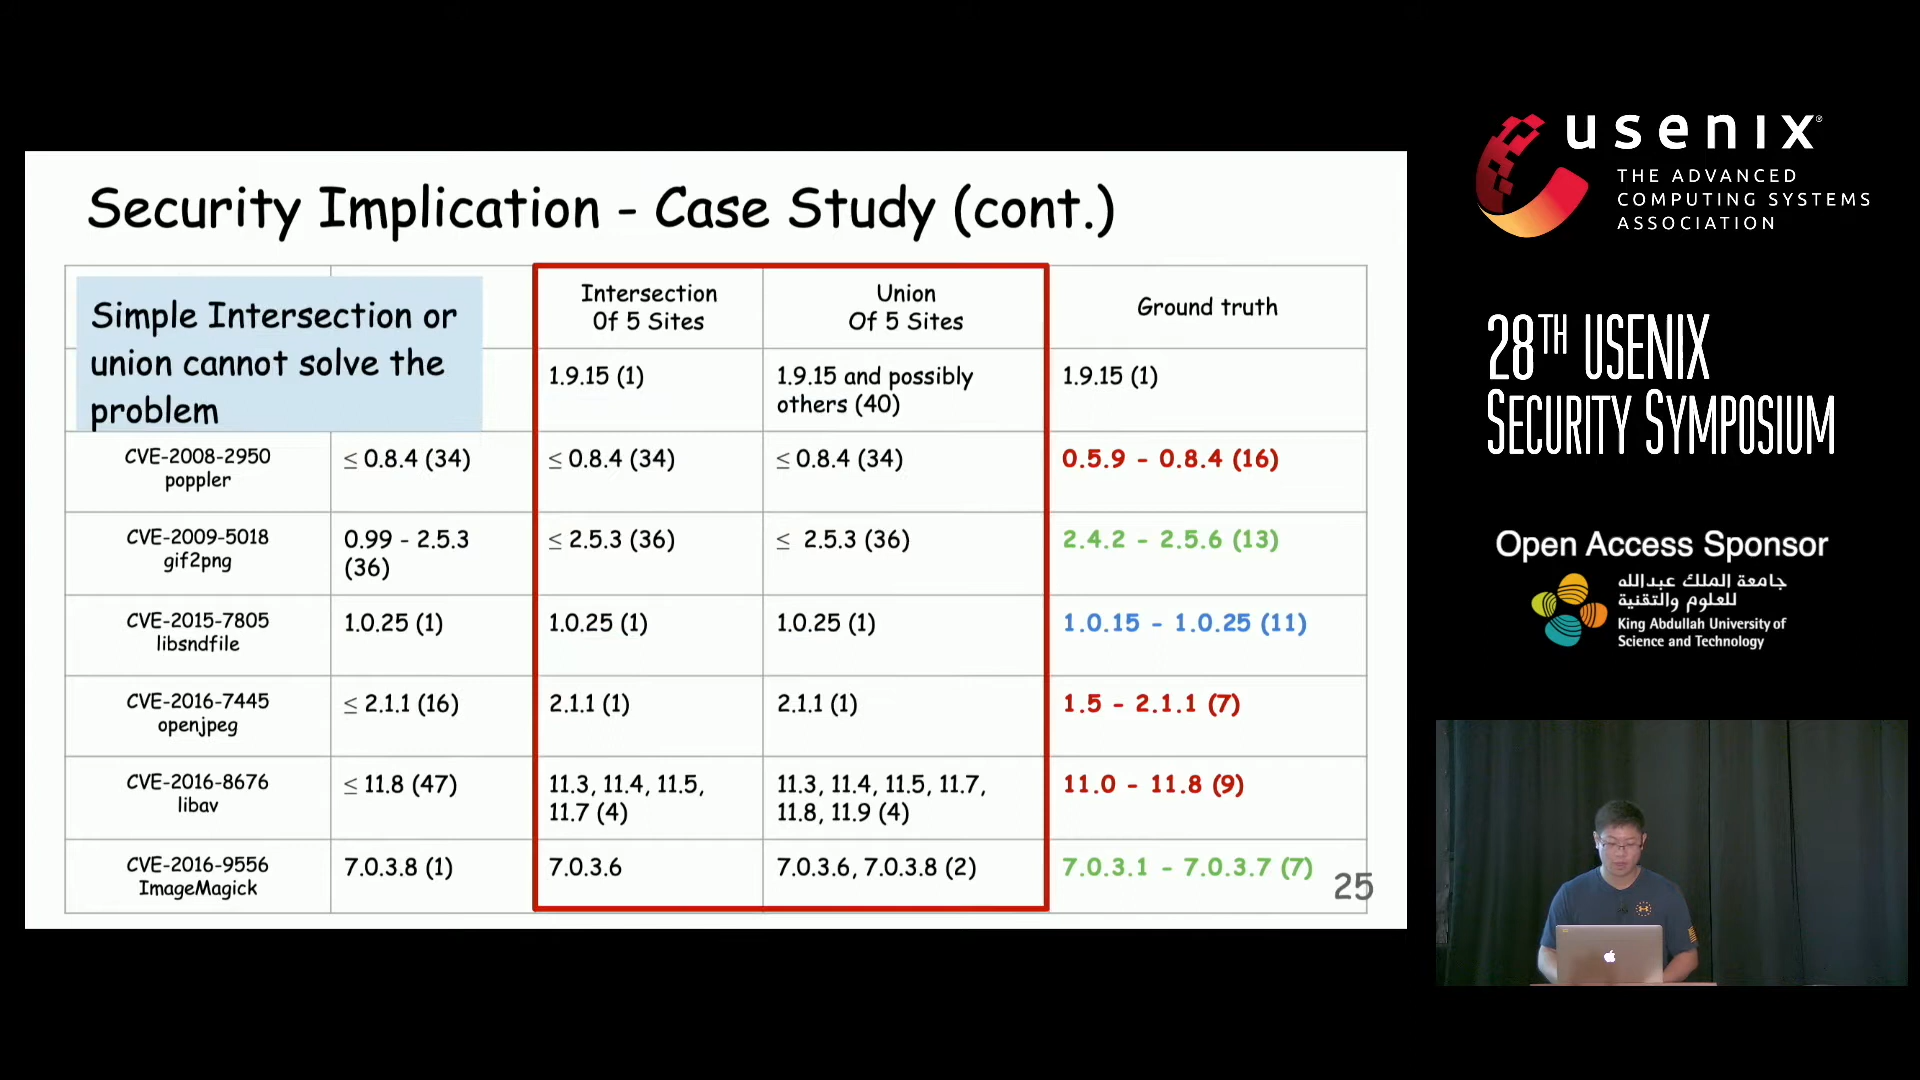 Security Implication - Case Study (cont.)
Simple Intersection or
union cannot solve the
problem
Intersection
Of 5 Sites
Union
Of 5 Sites
Ground truth
1.9.15 (1)
1.9.15 and possibly
others (40)
1.9.15 (1)
CVE-2008-2950
poppler
≤ 0.8.4 (34)
≤ 0.8.4 (34)
≤ 0.8.4 (34)
0.5.9 - 0.8.4 (16)
CVE-2009-5018
gif2png
0.99 - 2.5.3
(36)
≤ 2.5.3 (36)
≤ 2.5.3 (36)
2.4.2 - 2.5.6 (13)
CVE-2015-7805
libsndfile
1.0.25 (1)
1.0.25 (1)
1.0.25 (1)
1.0.15 - 1.0.25 (11)
CVE-2016-7445
openjpeg
≤ 2.1.1 (16)
2.1.1 (1)
2.1.1 (1)
1.5 - 2.1.1 (7)
CVE-2016-8676
libav
≤ 11.8 (47)
11.3, 11.4, 11.5,
11.7 (4)
11.3, 11.4, 11.5, 11.7,
11.8, 11.9 (4)
11.0 - 11.8 (9)
CVE-2016-9556
ImageMagick
7.0.3.8 (1)
7.0.3.6
7.0.3.6, 7.0.3.8 (2)
7.0.3.1 - 7.0.3.7 (7)
25
usenix®
THE ADVANCED
COMPUTING SYSTEMS
ASSOCIATION
28TH USENIX
SECURITY SYMPOSIUM
Open Access Sponsor
جامعة الملك عبدالله
للعلوم والتقنية
King Abdullah University of
Science and Technology